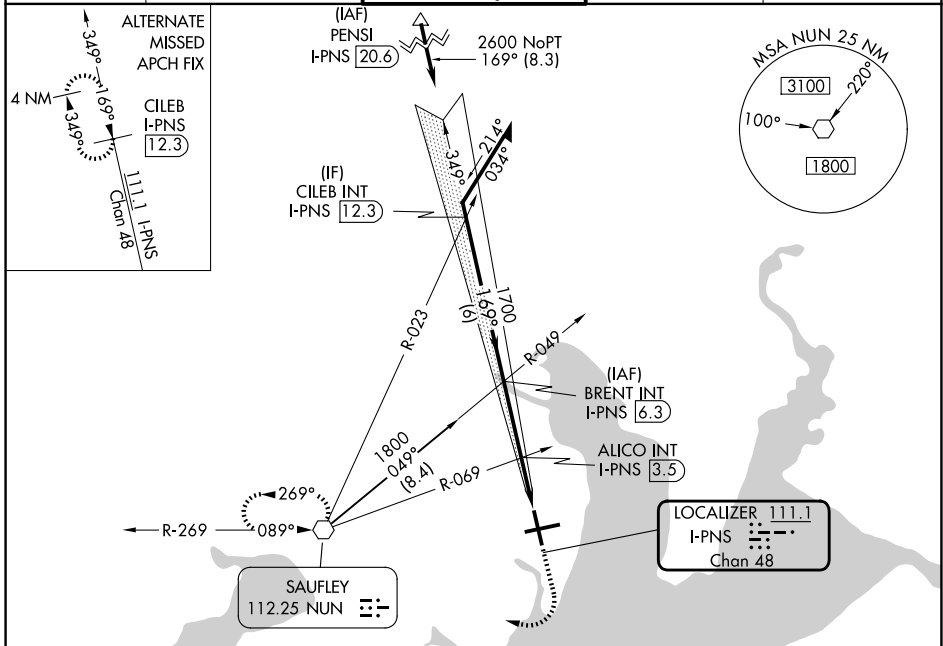 ALTERNATE
MISSED
APCH FIX
349°
4 NM
349°
169°
CILEB
I-PNS
12.3
111.1 I-PNS
Chan 48
(IAF)
PENSI
I-PNS 20.6
2600 NoPT
169° (8.3)
MSA NUN 25 NM
3100
220°
100°
1800
349°
214°
034°
(IF)
CILEB INT
I-PNS 12.3
R-023
1700
169°
(6)
R-049
(IAF)
BRENT INT
I-PNS 6.3
1800
049°
(8.4)
R-069
ALICO INT
I-PNS 3.5
269°
R-269
089°
LOCALIZER 111.1
I-PNS
Chan 48
SAUFLEY
112.25 NUN